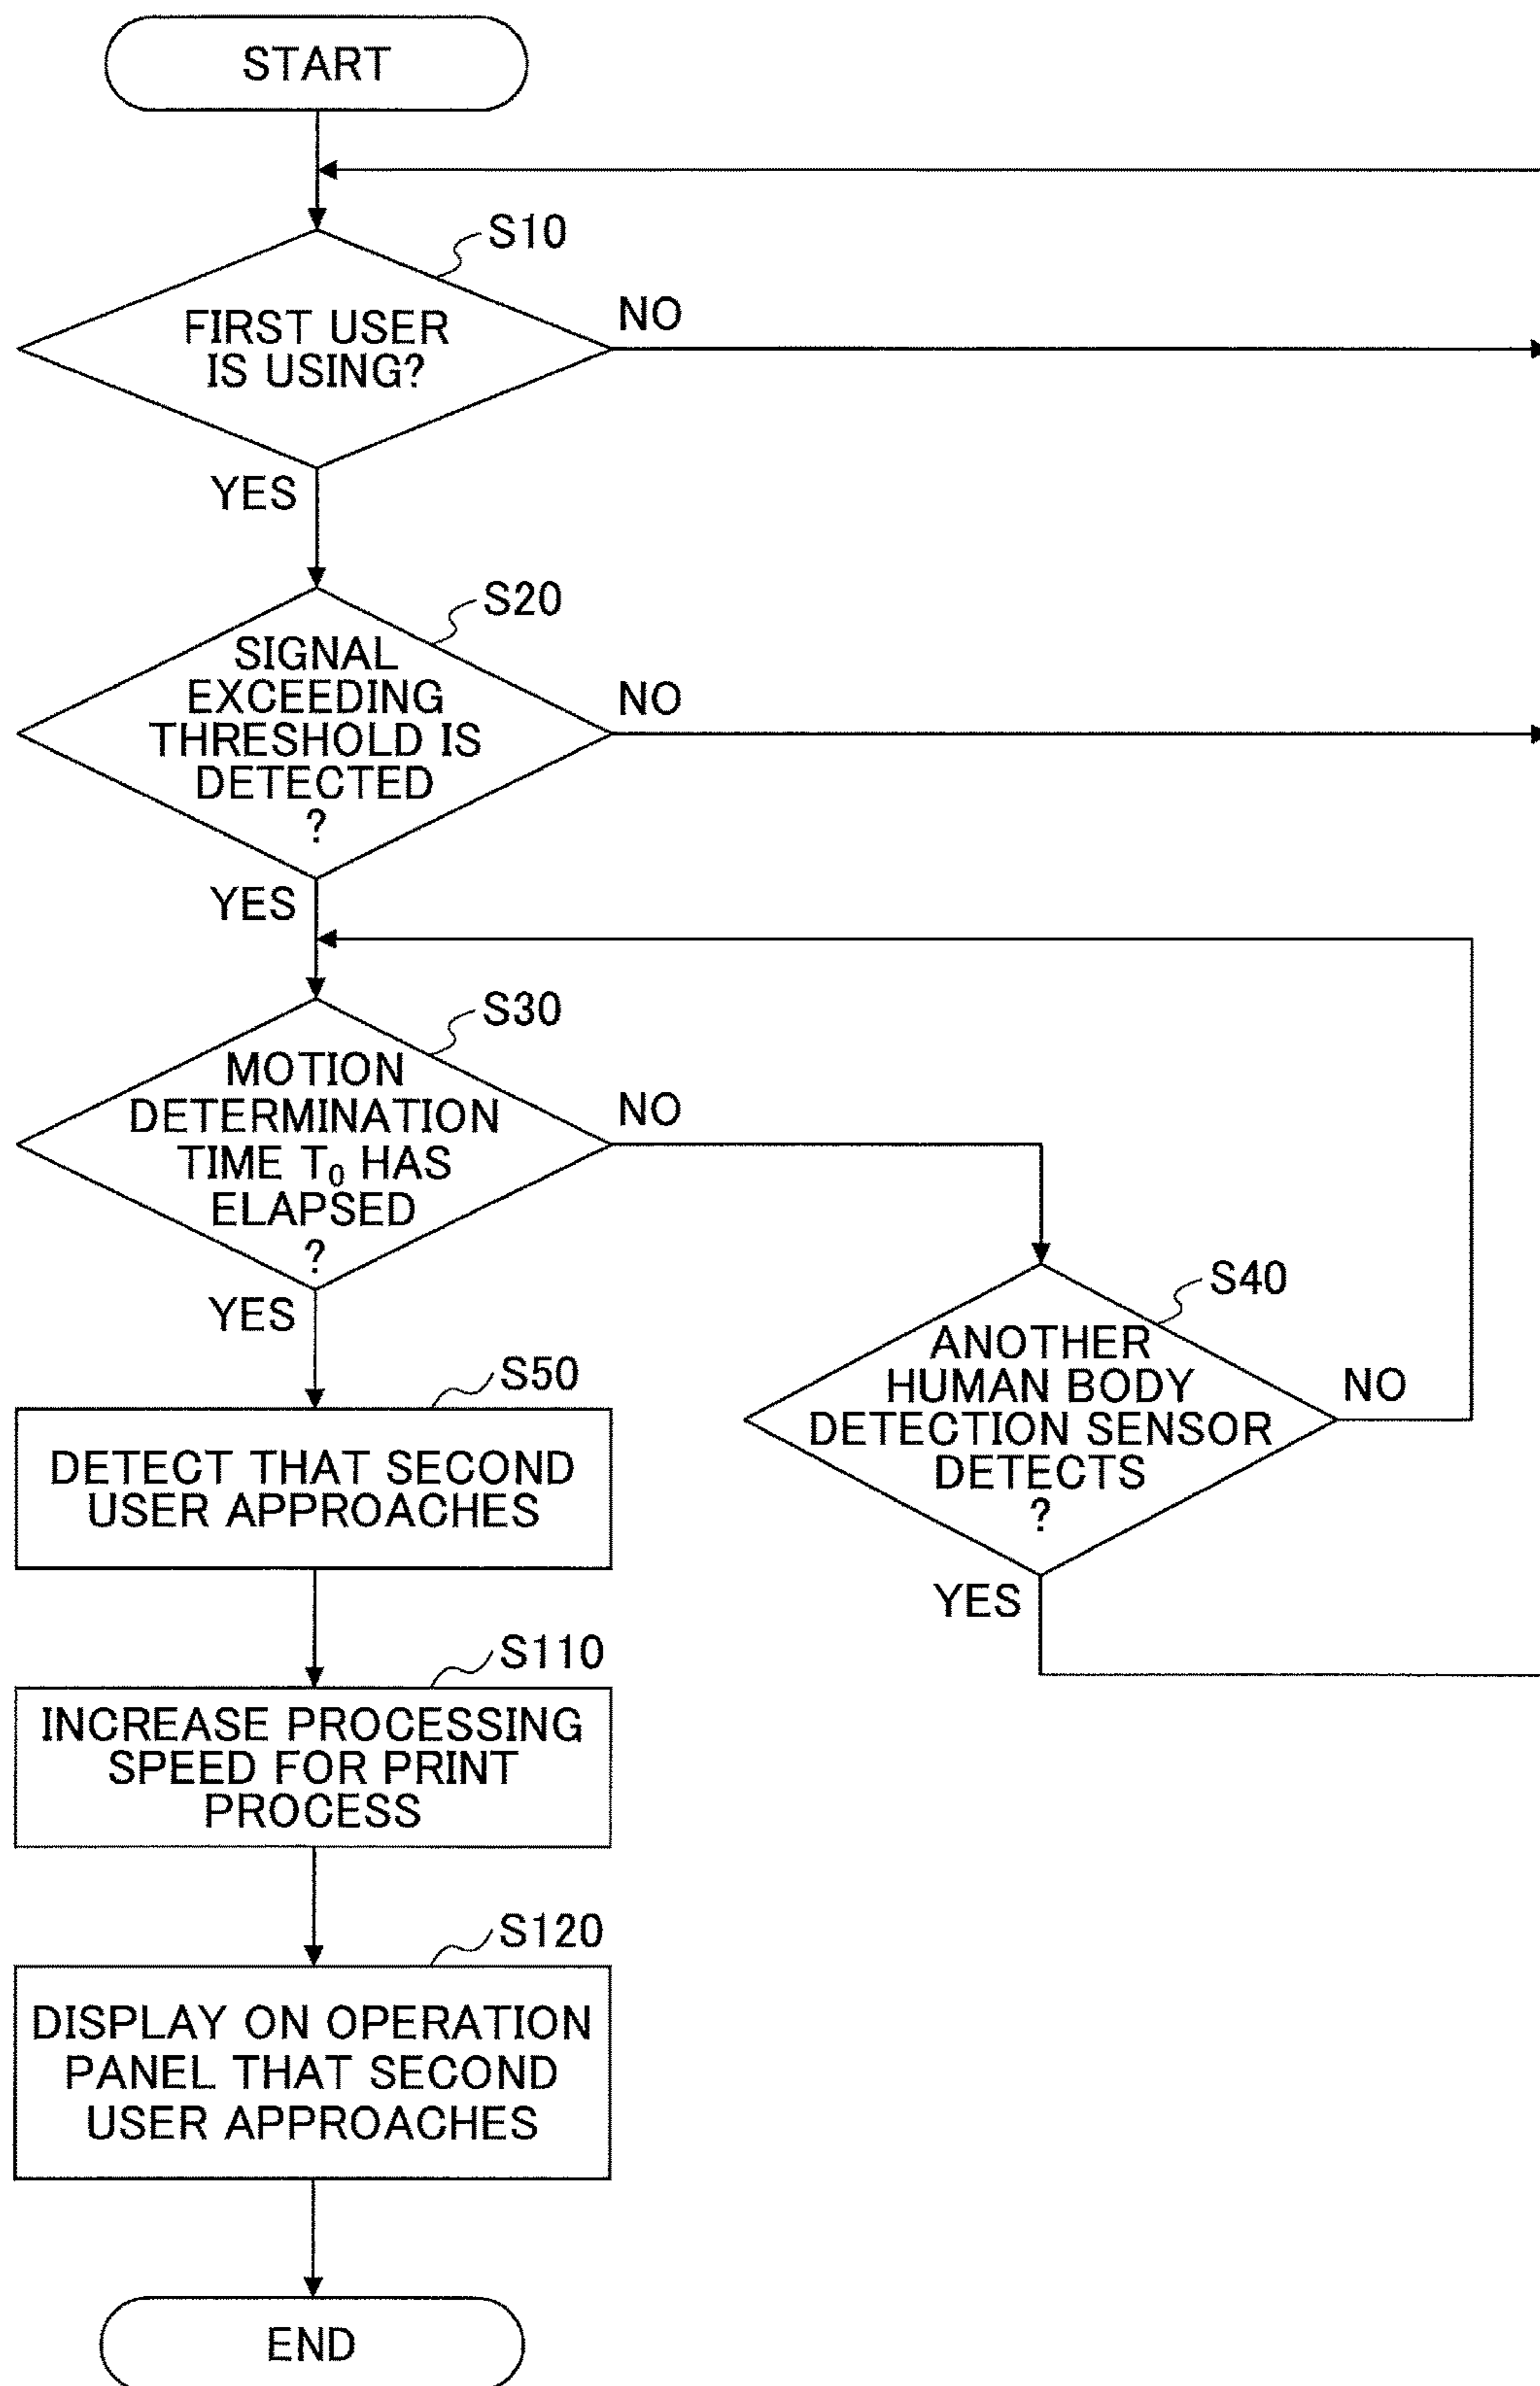 START
S10
FIRST USER
IS USING?
NO
YES
S20
SIGNAL
EXCEEDING
THRESHOLD IS
DETECTED
?
NO
YES
S30
MOTION
DETERMINATION
TIME T₀ HAS
ELAPSED
?
NO
YES
S40
ANOTHER
HUMAN BODY
DETECTION SENSOR
DETECTS
?
NO
YES
S50
DETECT THAT SECOND
USER APPROACHES
S110
INCREASE PROCESSING
SPEED FOR PRINT
PROCESS
S120
DISPLAY ON OPERATION
PANEL THAT SECOND
USER APPROACHES
END